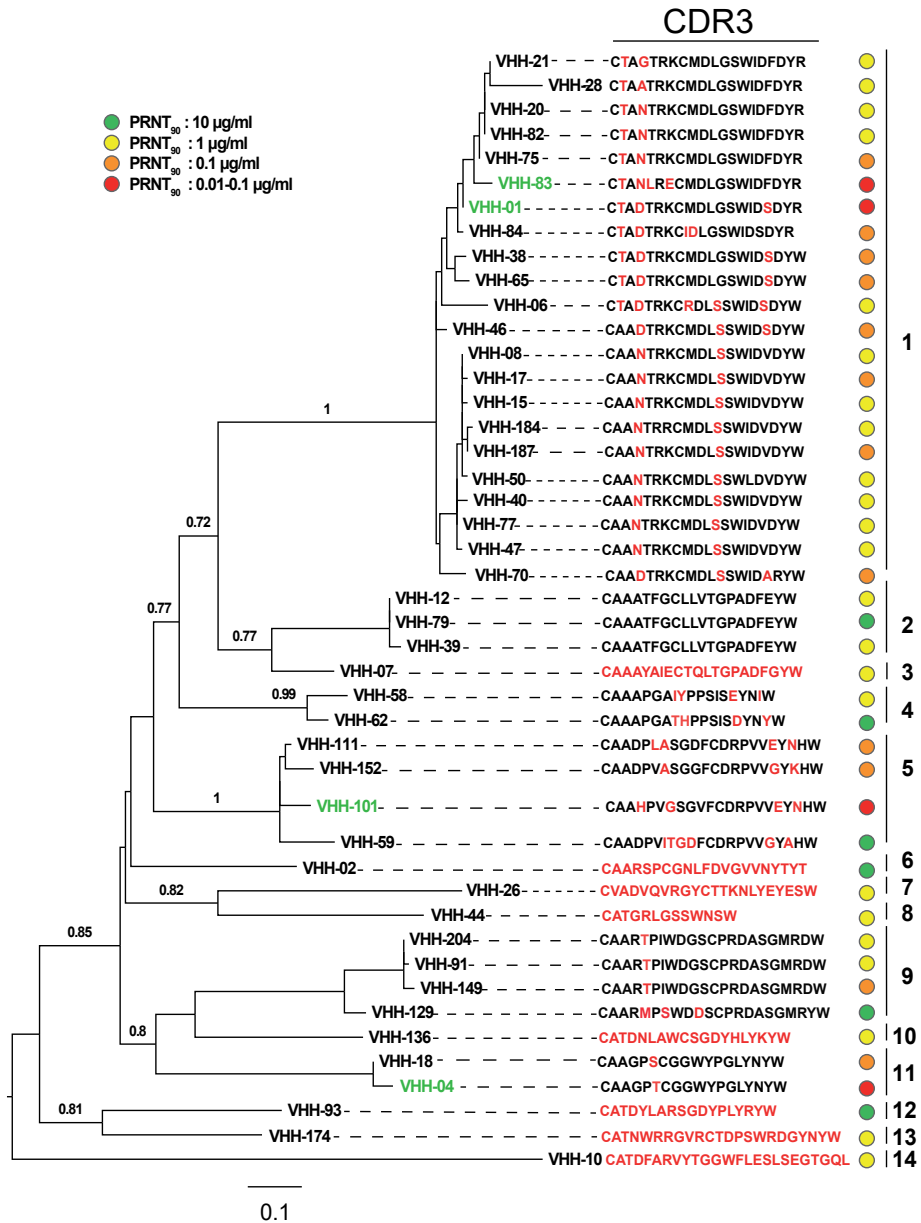 CDR3
PRNT90 : 10 µg/ml
PRNT90 : 1 µg/ml
PRNT90 : 0.1 µg/ml
PRNT90 : 0.01-0.1 µg/ml
VHH-21 CTAGTRKCMDLGSWIDFDYR
VHH-28 CTAATRKCMDLGSWIDFDYR
VHH-20 CTANTRKCMDLGSWIDFDYR
VHH-82 CTANTRKCMDLGSWIDFDYR
VHH-75 CTANTRKCMDLGSWIDFDYR
VHH-83 CTANLRECMDLGSWIDFDYR
VHH-01 CTADTRKCMDLGSWIDSDYR
VHH-84 CTADTRKCIDLGSWIDSDYR
VHH-38 CTADTRKCMDLGSWIDSDYW
VHH-65 CTADTRKCMDLGSWIDSDYW
VHH-06 CTADTRKCRDLSSWIDSDYW
VHH-46 CAADTRKCMDLSSWIDSDYW
1
VHH-08 CAANTRKCMDLSSWIDVDYW
VHH-17 CAANTRKCMDLSSWIDVDYW
VHH-15 CAANTRKCMDLSSWIDVDYW
1
VHH-184 CAANTRRCMDLSSWIDVDYW
VHH-187 CAANTRKCMDLSSWIDVDYW
VHH-50 CAANTRKCMDLSSWLDVDYW
VHH-40 CAANTRKCMDLSSWIDVDYW
VHH-77 CAANTRKCMDLSSWIDVDYW
0.72
VHH-47 CAANTRKCMDLSSWIDVDYW
VHH-70 CAADTRKCMDLSSWIDARYW
VHH-12 CAAATFGCLLVTGPADFEYW
0.77
VHH-79 CAAATFGCLLVTGPADFEYW 2
0.77
VHH-39 CAAATFGCLLVTGPADFEYW
VHH-07 CAAAYAIECTQLTGPADFGYW 3
0.99
VHH-58 CAAAPGAIYPPSISEYNIW
4
VHH-62 CAAAPGATHPPSISDYNYW
VHH-111 CAADPLASGDFCDRPVVEYNHW
VHH-152 CAADPVASGGFCDRPVVGYKHW 5
1
VHH-101 CAAHPVGSGVFCDRPVVEYNHW
VHH-59 CAADPVITGDFCDRPVVGYAHW
VHH-02 CAARSPCGNLFDVGVVNYTYT 6
0.82
VHH-26 CVADVQVRGYCTTKNLYEYESW 7
VHH-44 CATGRLGSSWNSW 8
0.85
VHH-204 CAARTPIWDGSCPRDASGMRDW
VHH-91 CAARTPIWDGSCPRDASGMRDW
9
VHH-149 CAARTPIWDGSCPRDASGMRDW
VHH-129 CAARMPSWDDSCPRDASGMRYW
0.8
VHH-136 CATDNLAWCSGDYHLYKYW 10
VHH-18 CAAGPSCGGWYPGLYNYW
11
VHH-04 CAAGPTCGGWYPGLYNYW
0.81
VHH-93 CATDYLARSGDYPLYRYW 12
VHH-174 CATNWRRGVRCTDPSWRDGYNYW 13
VHH-10 CATDFARVYTGGWFLESLSEGTGQL 14
0.1